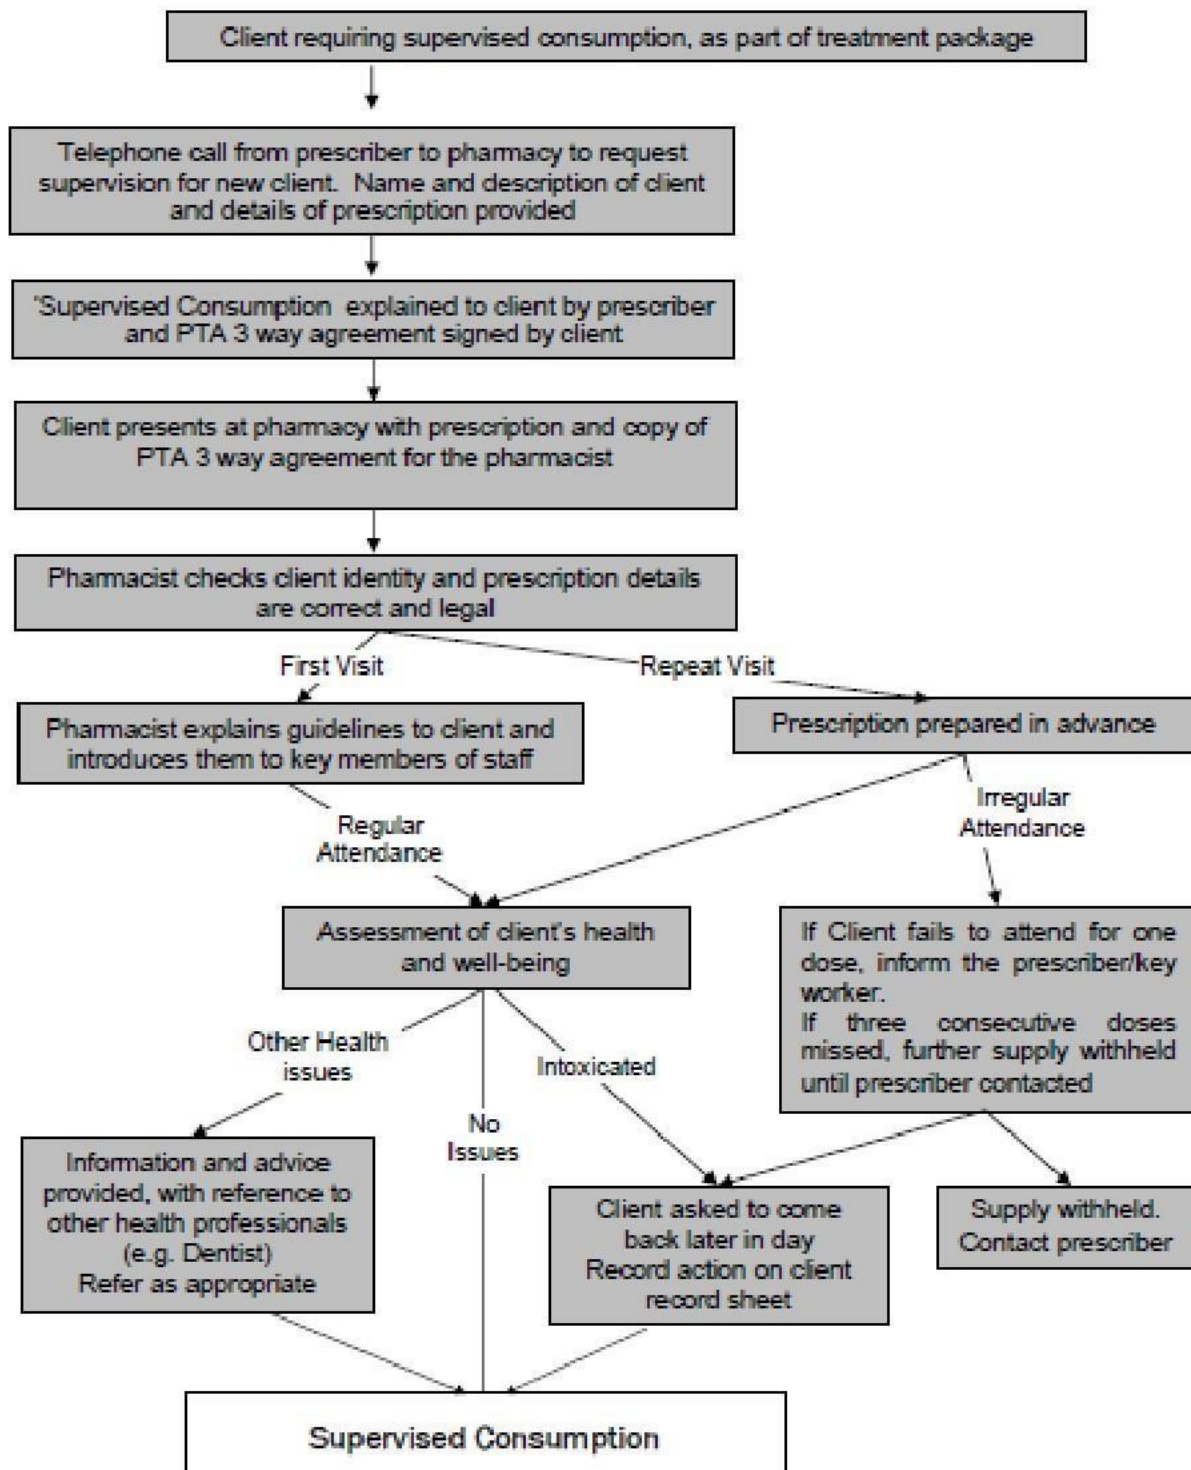 Client requiring supervised consumption, as part of treatment package
Telephone call from prescriber to pharmacy to request
supervision for new client. Name and description of client
and details of prescription provided
'Supervised Consumption explained to client by prescriber
and PTA 3 way agreement signed by client
Client presents at pharmacy with prescription and copy of
PTA 3 way agreement for the pharmacist
Pharmacist checks client identity and prescription details
are correct and legal
First Visit
Repeat Visit
Pharmacist explains guidelines to client and
introduces them to key members of staff
Prescription prepared in advance
Regular
Attendance
Irregular
Attendance
Assessment of client's health
and well-being
If Client fails to attend for one
dose, inform the prescriber/key
worker.
If three consecutive doses
missed, further supply withheld
until prescriber contacted
Other Health
issues
Intoxicated
No
Issues
Information and advice
provided, with reference to
other health professionals
(e.g. Dentist)
Refer as appropriate
Client asked to come
back later in day
Record action on client
record sheet
Supply withheld.
Contact prescriber
Supervised Consumption